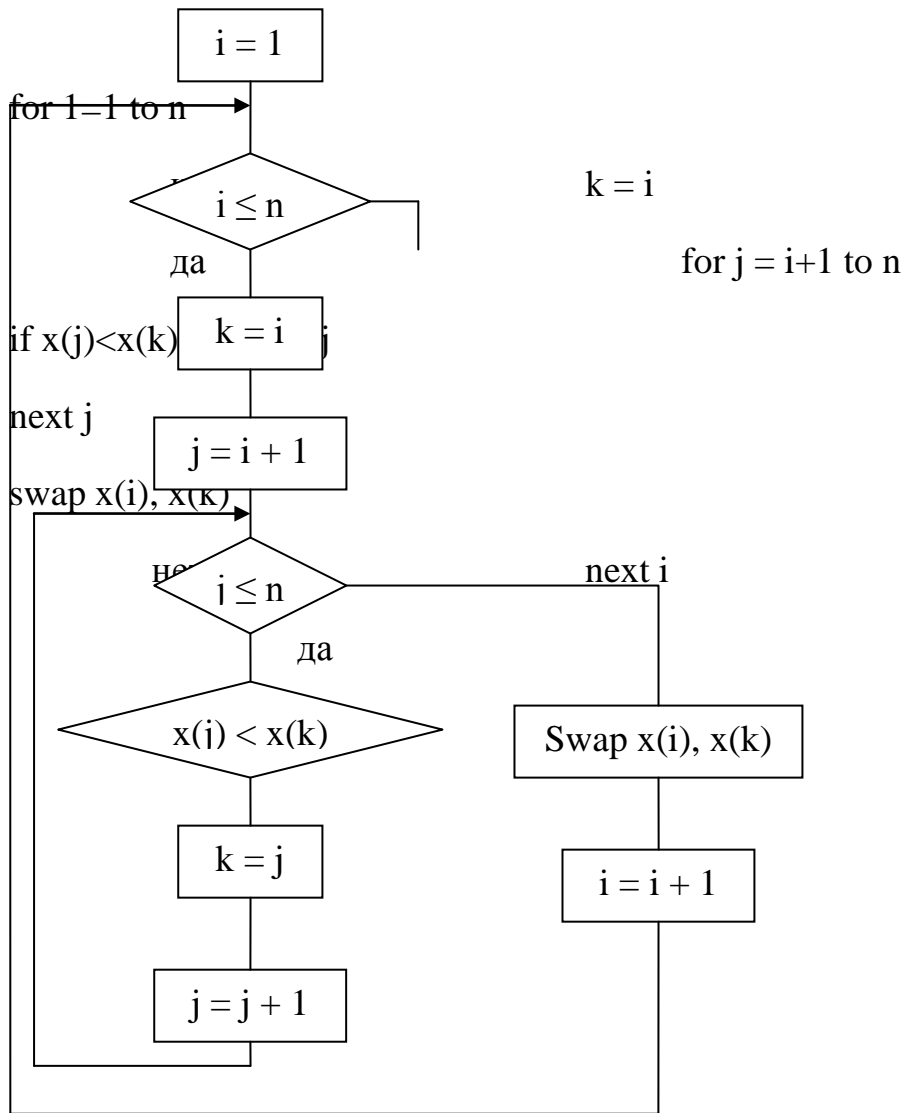 i = 1
for 1=1 to n
i ≤ n
k = i
да
for j = i+1 to n
if x(j)<x(k) j
k = i
next j
j = i + 1
swap x(i), x(k)
j ≤ n
next i
да
x(j) < x(k)
Swap x(i), x(k)
k = j
i = i + 1
j = j + 1